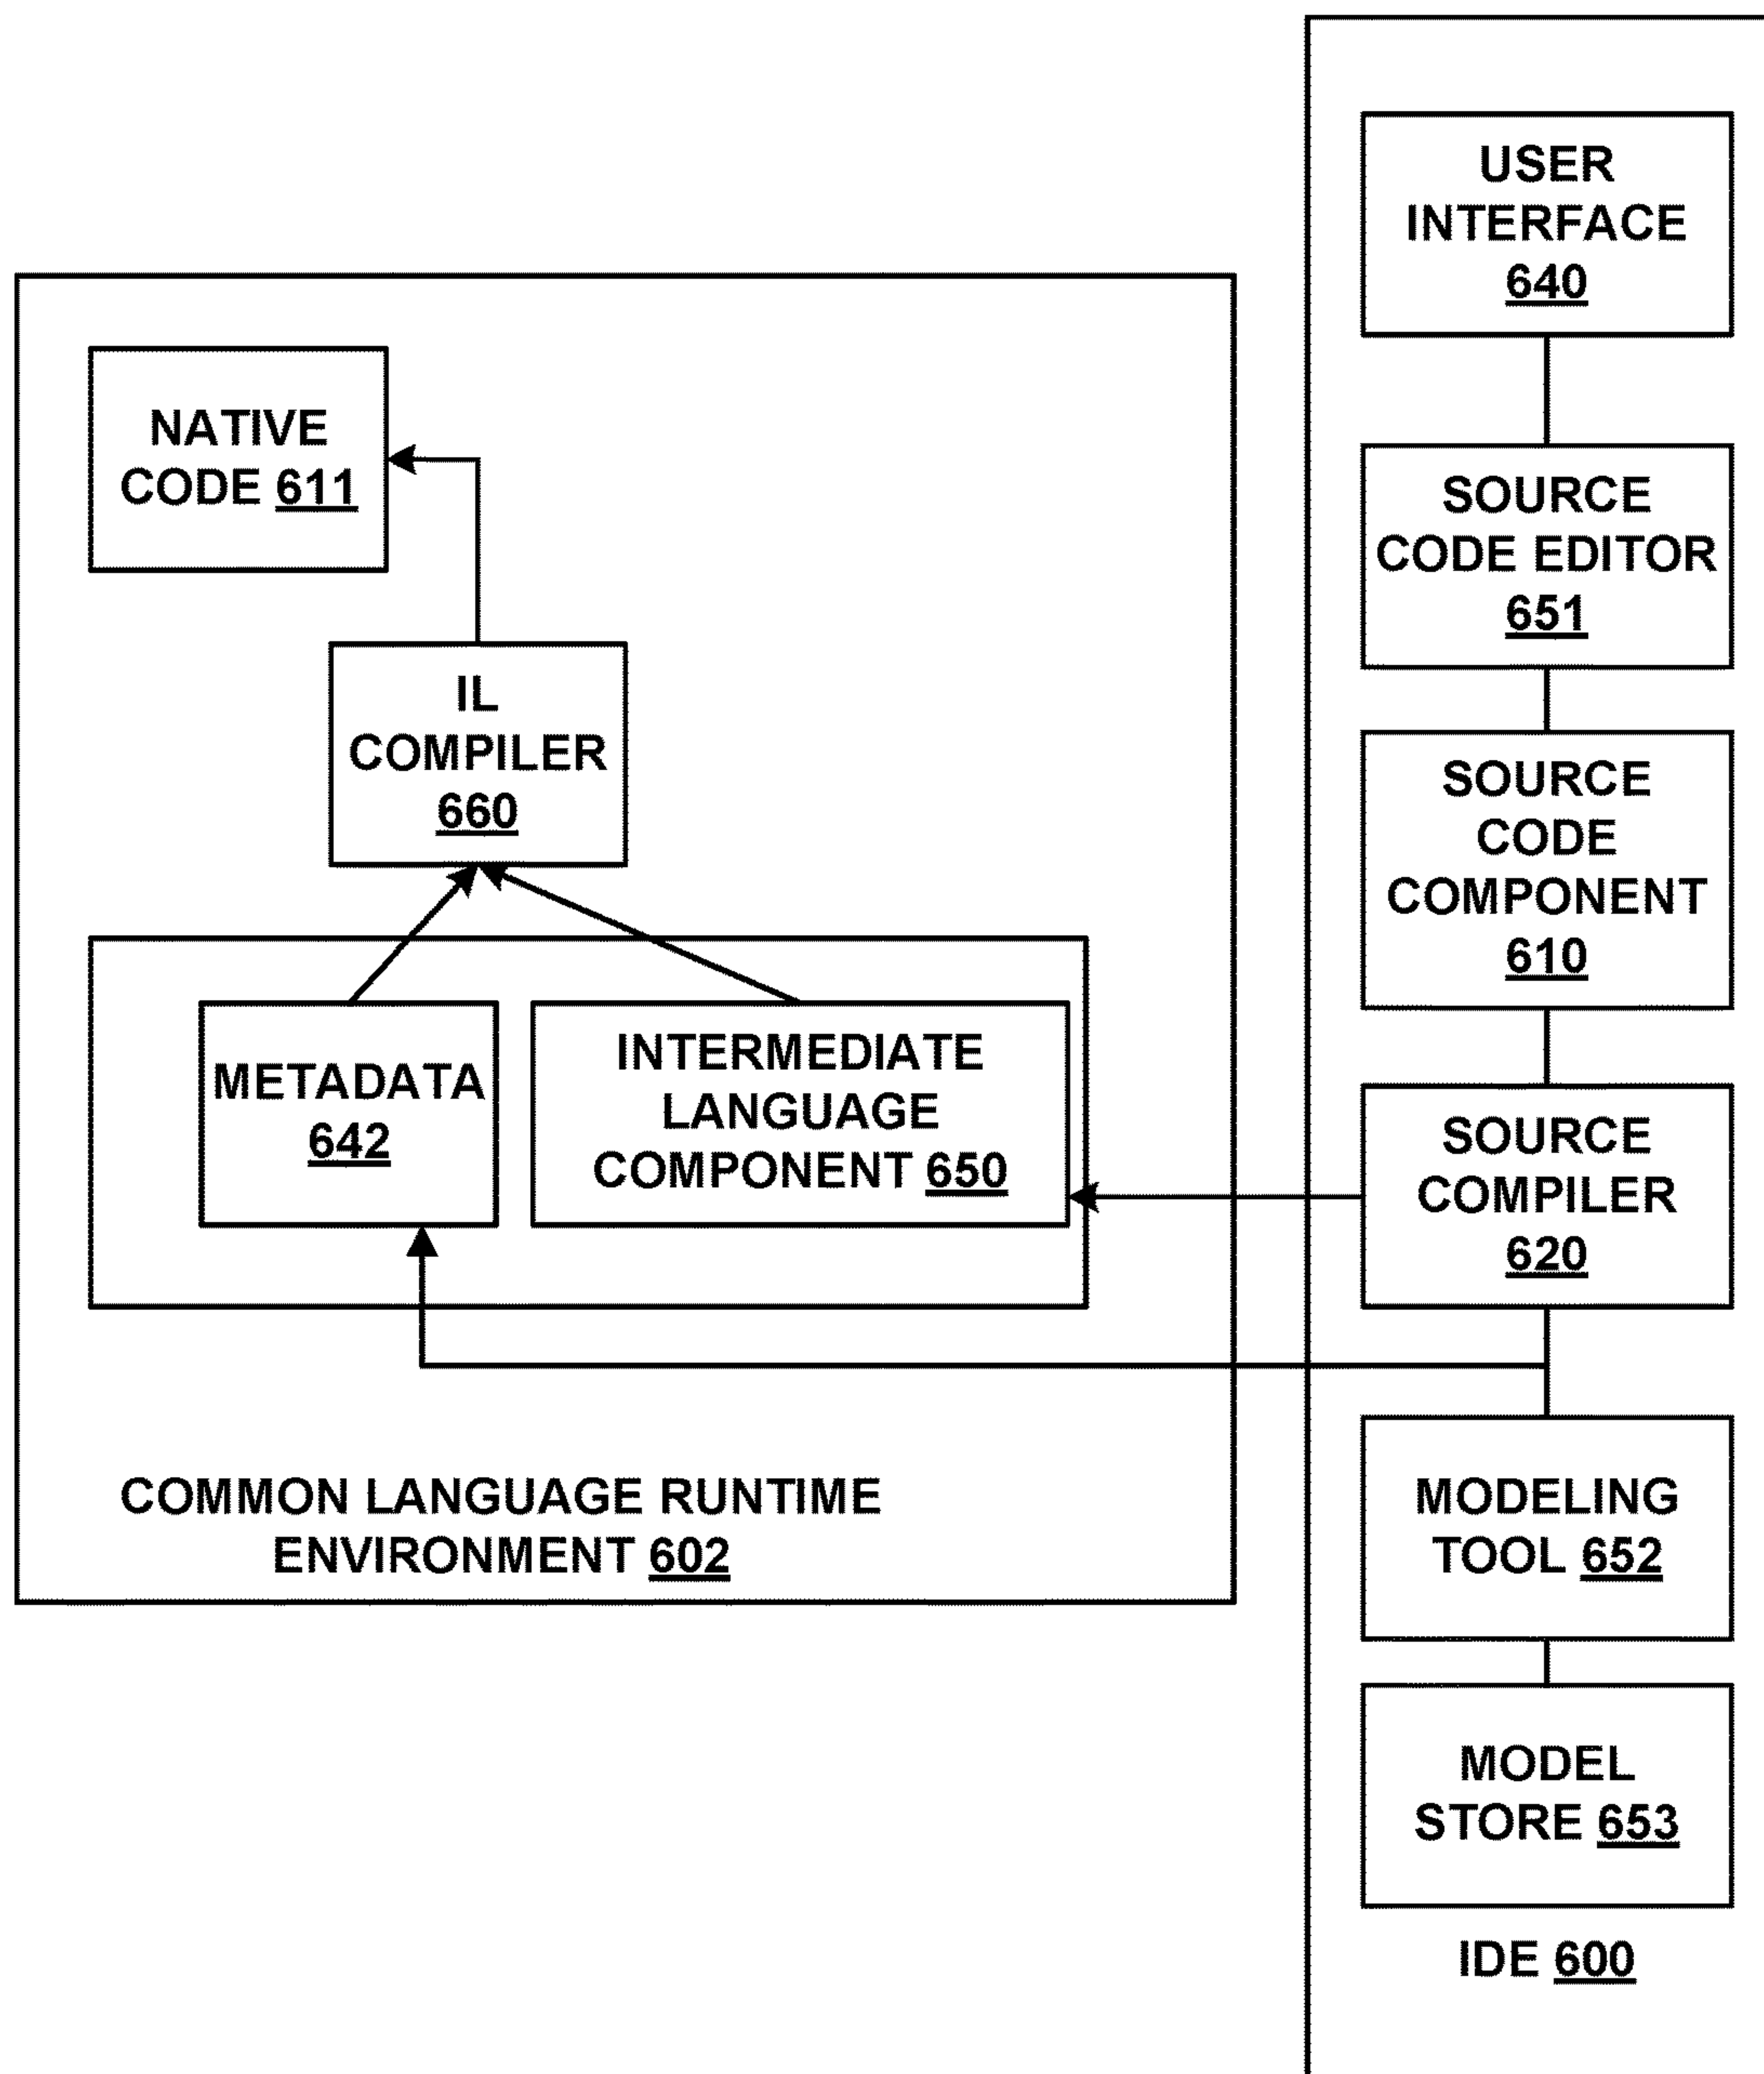 USER
INTERFACE
640
NATIVE
CODE 611
SOURCE
CODE EDITOR
651
IL
COMPILER
660
SOURCE
CODE
COMPONENT
610
METADATA
642
INTERMEDIATE
LANGUAGE
COMPONENT 650
SOURCE
COMPILER
620
COMMON LANGUAGE RUNTIME
ENVIRONMENT 602
MODELING
TOOL 652
MODEL
STORE 653
IDE 600